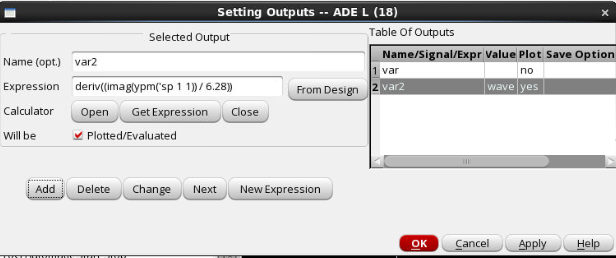 Setting Outputs -- ADE L (18)
Selected Output
Name (opt.) var2
Expression deriv((imag(ypm('sp 1 1)) / 6.28)) From Design
Calculator Open Get Expression Close
Will be Plotted/Evaluated
Table Of Outputs
Name/Signal/Expr Value Plot Save Option
1 var no
2 var2 wave yes
Add Delete Change Next New Expression
OK Cancel Apply Help